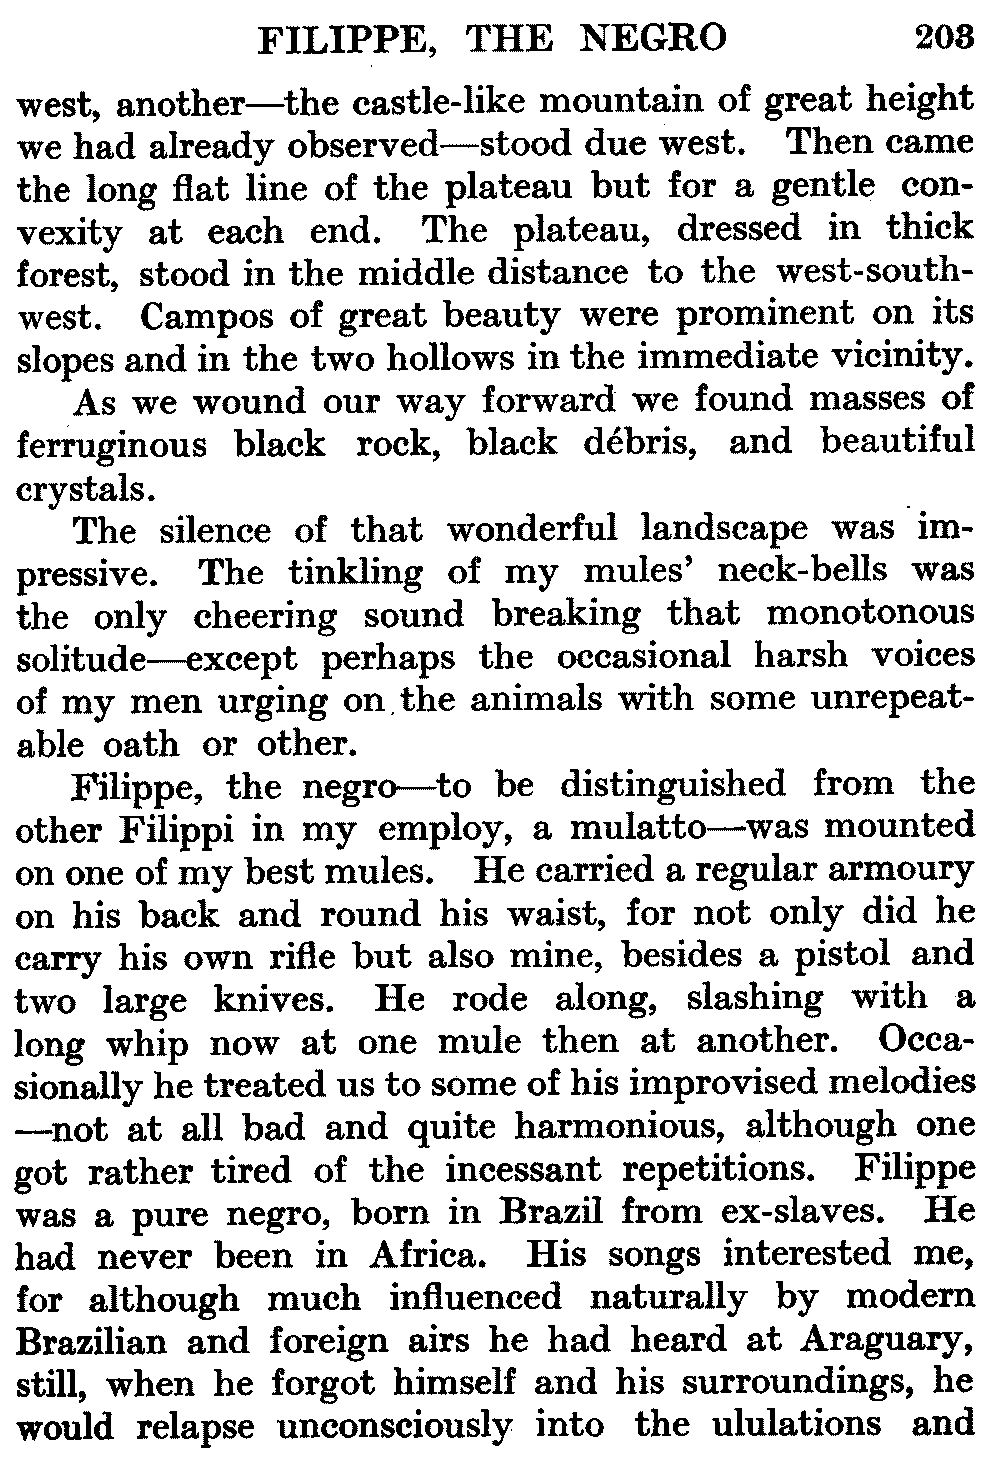 FILIPPE, THE NEGRO 203
west, another—the castle-like mountain of great height
we had already observed—stood due west. Then came
the long flat line of the plateau but for a gentle con-
vexity at each end. The plateau, dressed in thick
forest, stood in the middle distance to the west-south-
west. Campos of great beauty were prominent on its
slopes and in the two hollows in the immediate vicinity.
As we wound our way forward we found masses of
ferruginous black rock, black débris, and beautiful
crystals.
The silence of that wonderful landscape was im-
pressive. The tinkling of my mules' neck-bells was
the only cheering sound breaking that monotonous
solitude—except perhaps the occasional harsh voices
of my men urging on the animals with some unrepeat-
able oath or other.
Filippe, the negro—to be distinguished from the
other Filippi in my employ, a mulatto—was mounted
on one of my best mules. He carried a regular armoury
on his back and round his waist, for not only did he
carry his own rifle but also mine, besides a pistol and
two large knives. He rode along, slashing with a
long whip now at one mule then at another. Occa-
sionally he treated us to some of his improvised melodies
—not at all bad and quite harmonious, although one
got rather tired of the incessant repetitions. Filippe
was a pure negro, born in Brazil from ex-slaves. He
had never been in Africa. His songs interested me,
for although much influenced naturally by modern
Brazilian and foreign airs he had heard at Araguary,
still, when he forgot himself and his surroundings, he
would relapse unconsciously into the ululations and